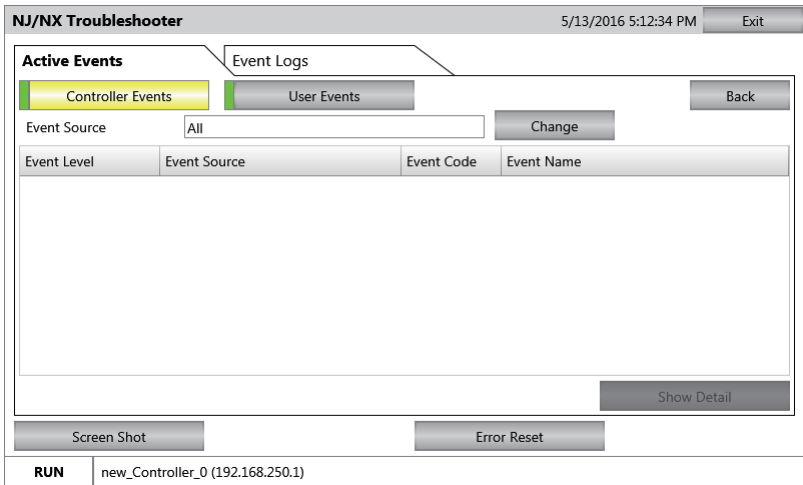 NJ/NX Troubleshooter 5/13/2016 5:12:34 PM Exit
Active Events Event Logs
Controller Events User Events Back
Event Source All Change
Event Level Event Source Event Code Event Name
Show Detail
Screen Shot Error Reset
RUN new_Controller_0 (192.168.250.1)